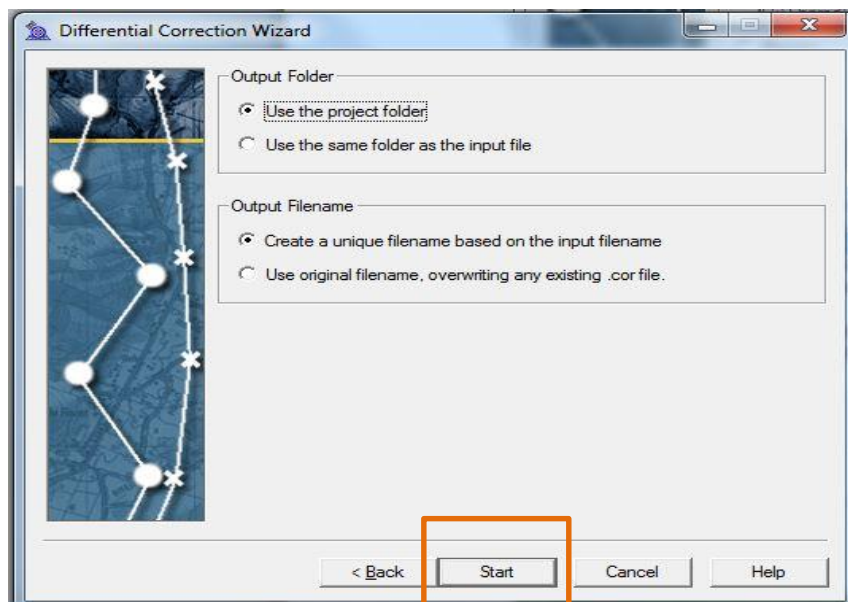 Differential Correction Wizard
Output Folder
Use the project folder
Use the same folder as the input file
Output Filename
Create a unique filename based on the input filename
Use original filename, overwriting any existing .cor file.
< Back Start Cancel Help